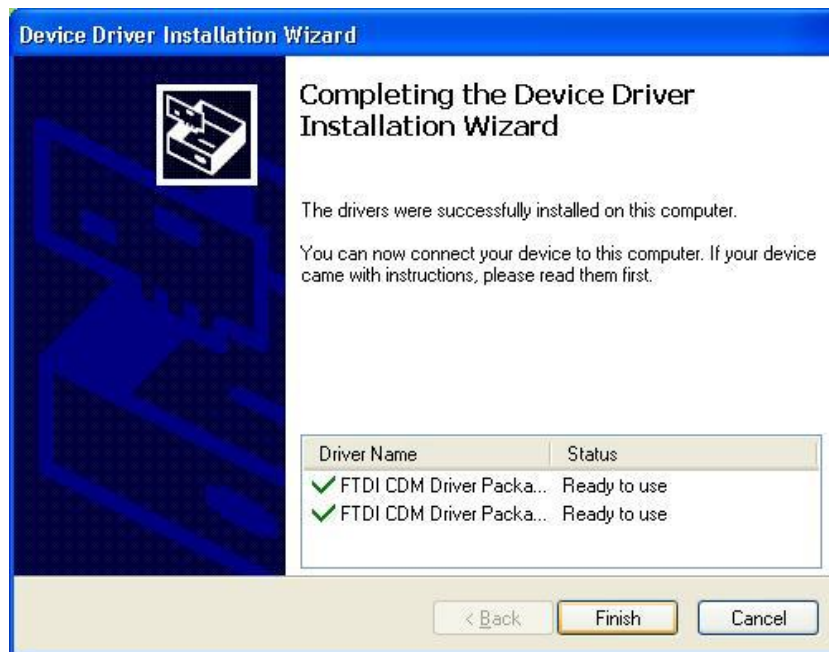 Device Driver Installation Wizard
Completing the Device Driver
Installation Wizard
The drivers were successfully installed on this computer.
You can now connect your device to this computer. If your device
came with instructions, please read them first.
Driver Name Status
FTDI CDM Driver Packa... Ready to use
FTDI CDM Driver Packa... Ready to use
< Back Finish Cancel